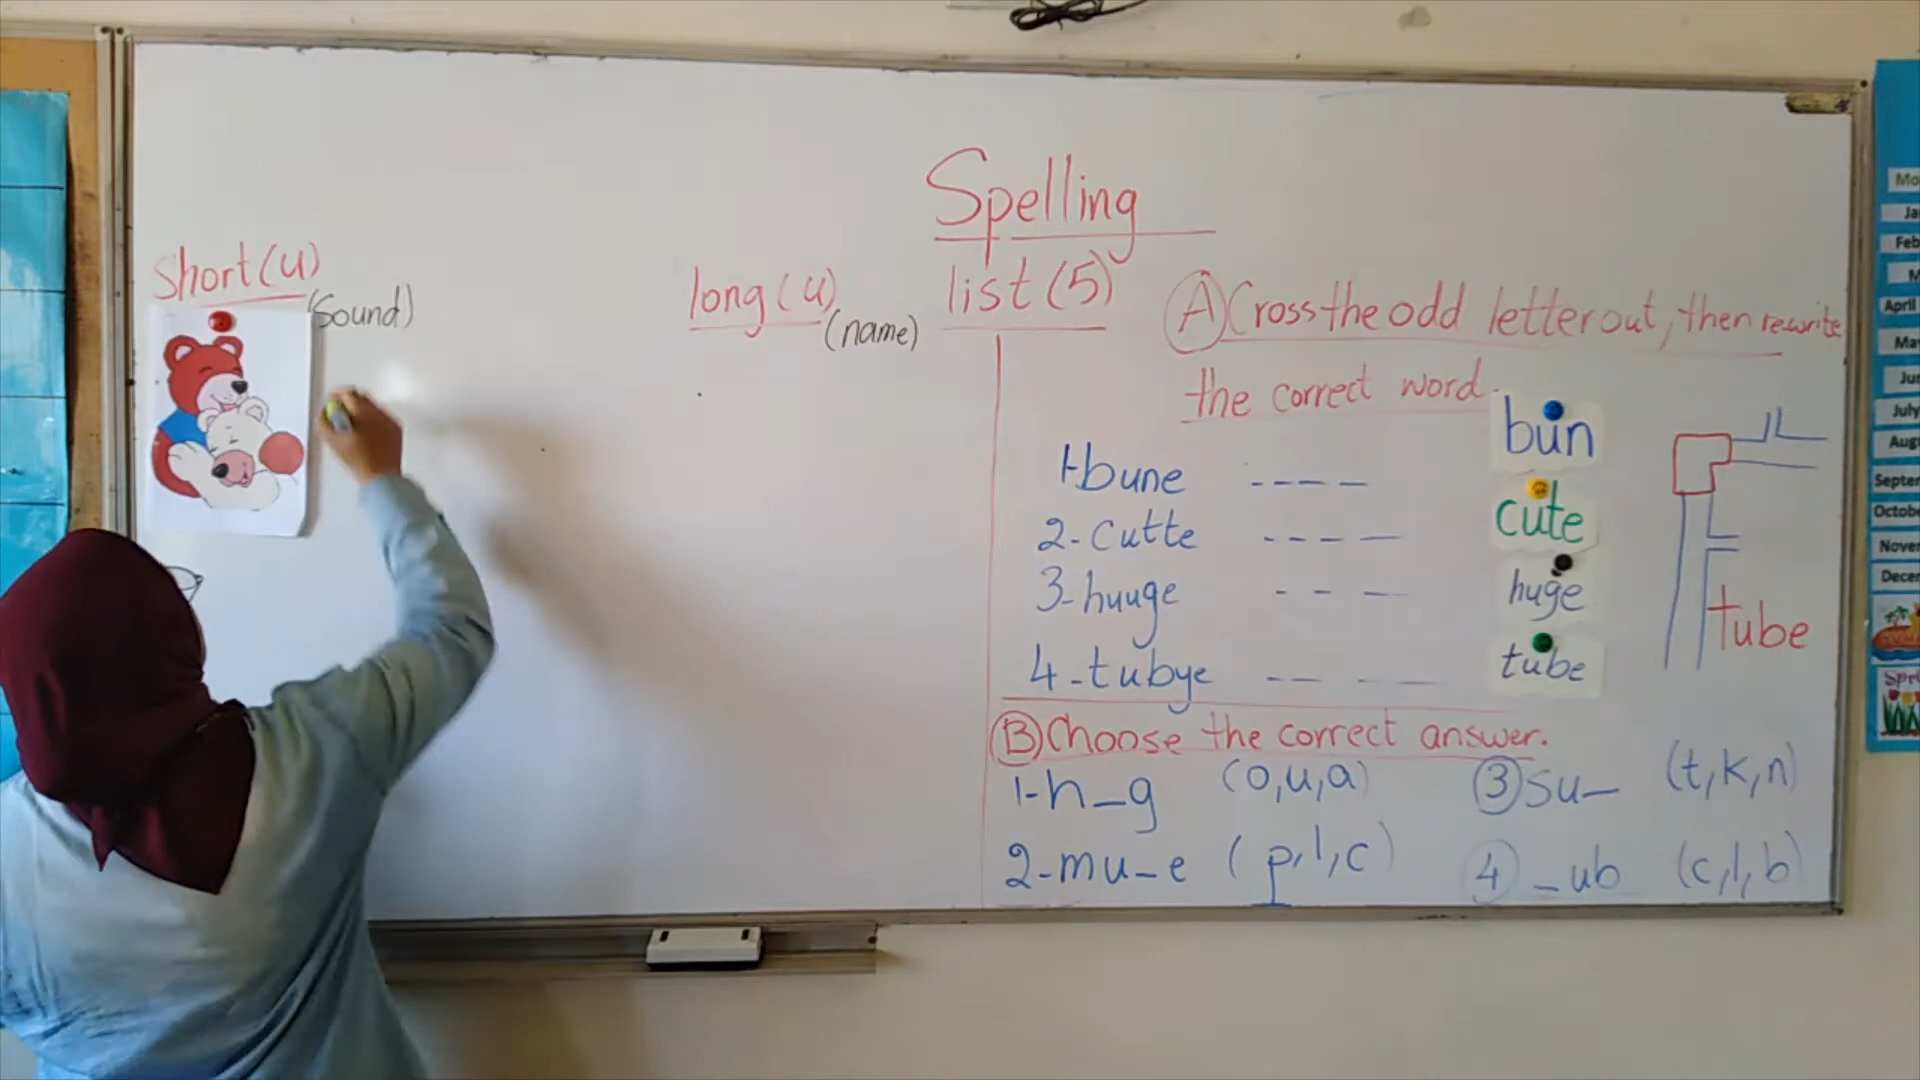 Spelling
list (5)
short (u)
(sound)
long (u)
(name)
(A) Cross the odd letter out, then rewrite
the correct word.
1-bune ----
2-cutte ----
3-huuge ---
4-tubye ----
bun
cute
huge
tube
tube
(B) Choose the correct answer.
1-h_g (o,u,a)
2-mu_e (p,l,c)
(3) su_ (t,k,n)
(4) _ub (c,l,b)
April
July